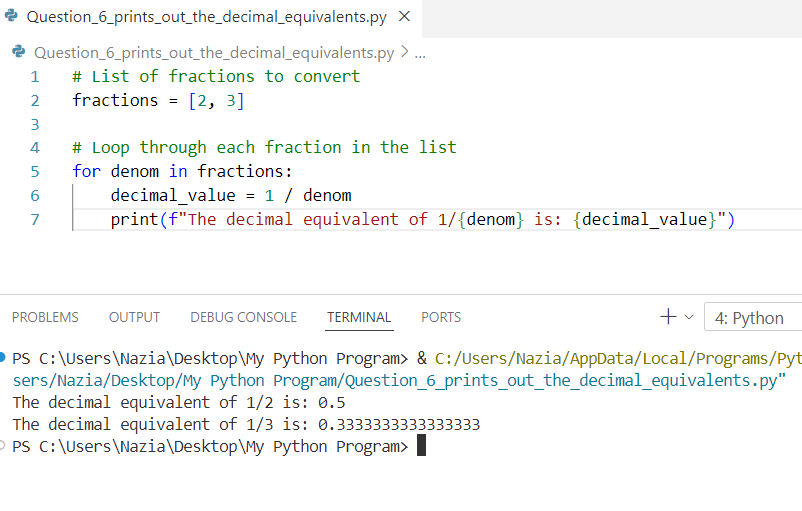 Question_6_prints_out_the_decimal_equivalents.py ×
Question_6_prints_out_the_decimal_equivalents.py > ...
1 # List of fractions to convert
2 fractions = [2, 3]
3
4 # Loop through each fraction in the list
5 for denom in fractions:
6     decimal_value = 1 / denom
7     print(f"The decimal equivalent of 1/{denom} is: {decimal_value}")
PROBLEMS OUTPUT DEBUG CONSOLE TERMINAL PORTS + 4: Python
PS C:\Users\Nazia\Desktop\My Python Program> & C:/Users/Nazia/AppData/Local/Programs/Pyt
sers/Nazia/Desktop/My Python Program/Question_6_prints_out_the_decimal_equivalents.py"
The decimal equivalent of 1/2 is: 0.5
The decimal equivalent of 1/3 is: 0.3333333333333333
PS C:\Users\Nazia\Desktop\My Python Program>